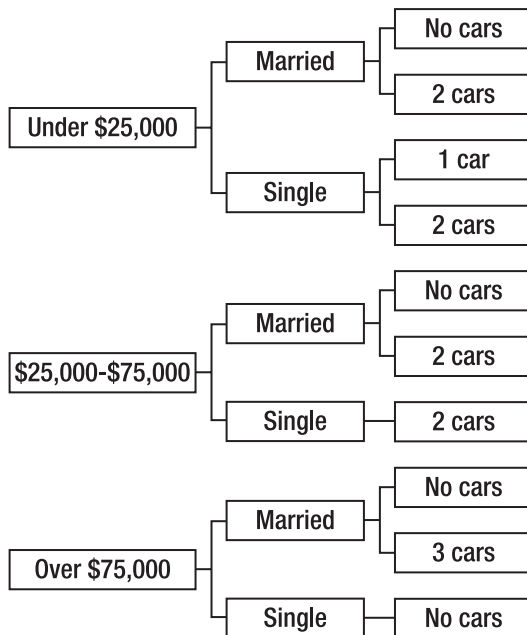 No cars
Married
2 cars
Under $25,000
1 car
Single
2 cars
No cars
Married
2 cars
$25,000-$75,000
Single
2 cars
No cars
Married
3 cars
Over $75,000
Single
No cars